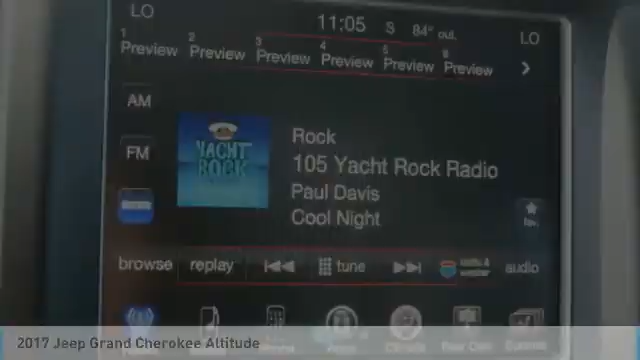 LO 11:05 S 84° out. LO
1 Preview 2 Preview 3 Preview 4 Preview 5 Preview 6 Preview
AM
FM
YACHT
ROCK
Rock
105 Yacht Rock Radio
Paul Davis
Cool Night
fav.
browse replay tune audio
2017 Jeep Grand Cherokee Altitude